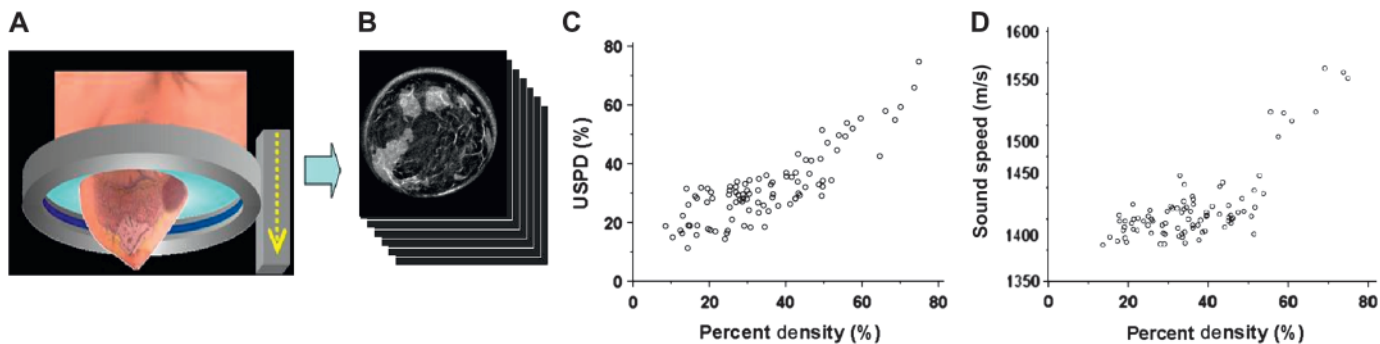 A
B
C
D
80
60
40
20
0
USPD (%)
0 20 40 60 80
Percent density (%)
1600
1550
1500
1450
1400
1350
Sound speed (m/s)
0 20 40 60 80
Percent density (%)